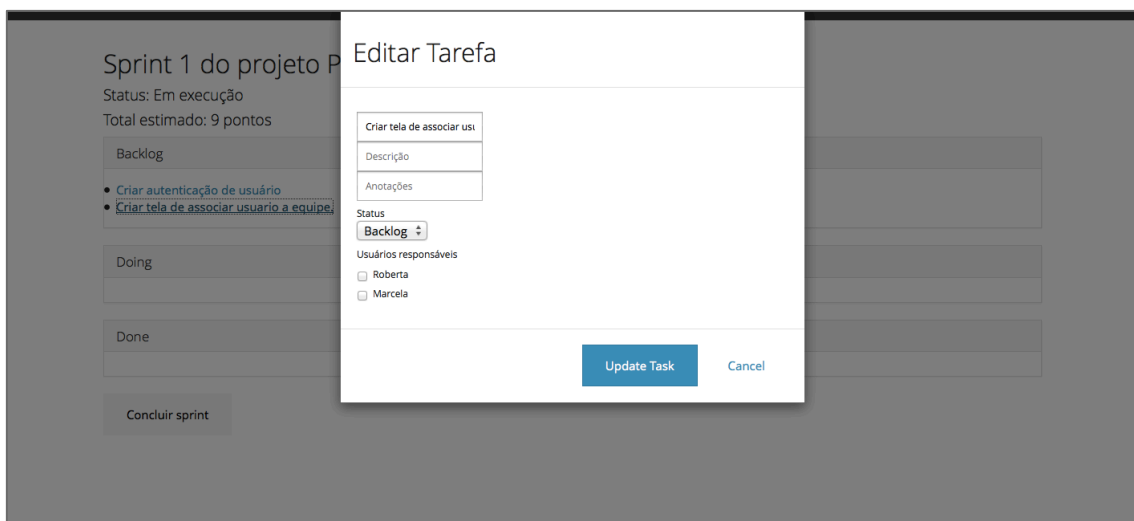 Sprint 1 do projeto P
Status: Em execução
Total estimado: 9 pontos
Backlog
Criar autenticação de usuário
Criar tela de associar usuario a equipe.
Doing
Done
Concluir sprint
Editar Tarefa
Criar tela de associar usu
Descrição
Anotações
Status
Backlog
Usuários responsáveis
Roberta
Marcela
Update Task
Cancel